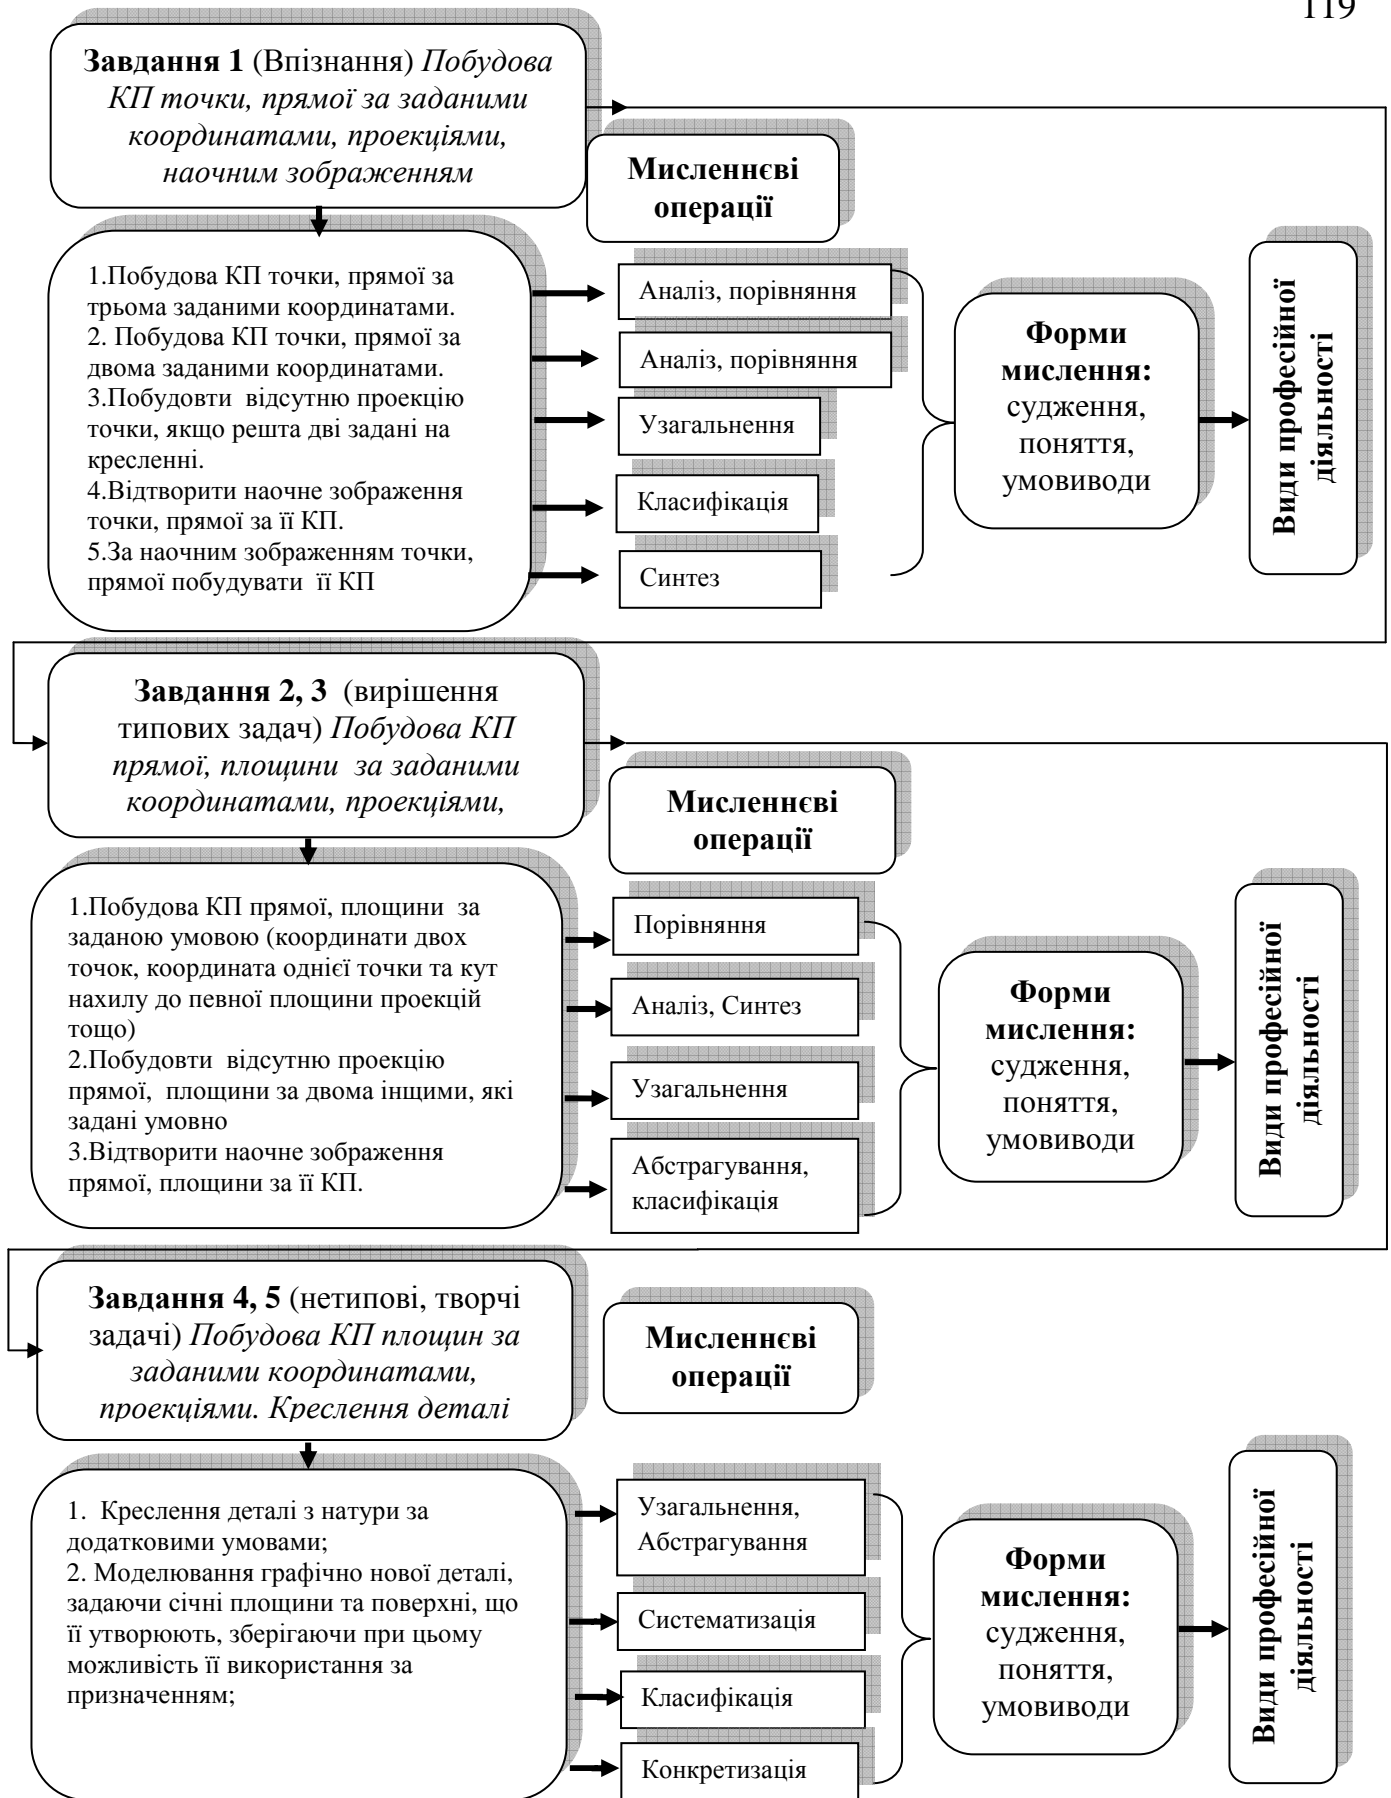 119
Завдання 1 (Впізнання) Побудова
КП точки, прямої за заданими
координатами, проекціями,
наочним зображенням
Мисленнєві
операції
1.Побудова КП точки, прямої за
трьома заданими координатами.
2. Побудова КП точки, прямої за
двома заданими координатами.
3.Побудовти відсутню проекцію
точки, якщо решта дві задані на
кресленні.
4.Відтворити наочне зображення
точки, прямої за її КП.
5.За наочним зображенням точки,
прямої побудувати її КП
Аналіз, порівняння
Аналіз, порівняння
Узагальнення
Класифікація
Синтез
Форми
мислення:
судження,
поняття,
умовиводи
Види професійної
діяльності
Завдання 2, 3 (вирішення
типових задач) Побудова КП
прямої, площини за заданими
координатами, проекціями,
Мисленнєві
операції
1.Побудова КП прямої, площини за
заданою умовою (координати двох
точок, координата однієї точки та кут
нахилу до певної площини проекцій
тощо)
2.Побудовти відсутню проекцію
прямої, площини за двома іншими, які
задані умовно
3.Відтворити наочне зображення
прямої, площини за її КП.
Порівняння
Аналіз, Синтез
Узагальнення
Абстрагування,
класифікація
Форми
мислення:
судження,
поняття,
умовиводи
Види професійної
діяльності
Завдання 4, 5 (нетипові, творчі
задачі) Побудова КП площин за
заданими координатами,
проекціями. Креслення деталі
Мисленнєві
операції
1. Креслення деталі з натури за
додатковими умовами;
2. Моделювання графічно нової деталі,
задаючи січні площини та поверхні, що
її утворюють, зберігаючи при цьому
можливість її використання за
призначенням;
Узагальнення,
Абстрагування
Систематизація
Класифікація
Конкретизація
Форми
мислення:
судження,
поняття,
умовиводи
Види професійної
діяльності